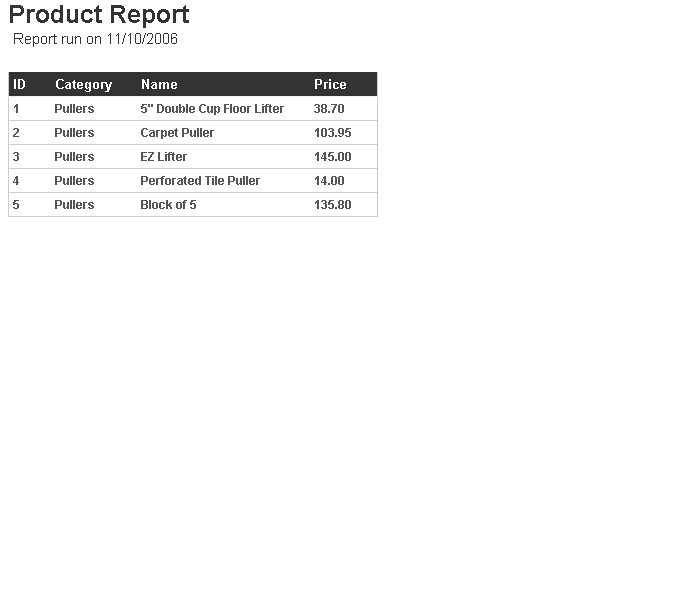 Product Report
Report run on 11/10/2006
ID Category Name Price
1 Pullers 5" Double Cup Floor Lifter 38.70
2 Pullers Carpet Puller 103.95
3 Pullers EZ Lifter 145.00
4 Pullers Perforated Tile Puller 14.00
5 Pullers Block of 5 135.80